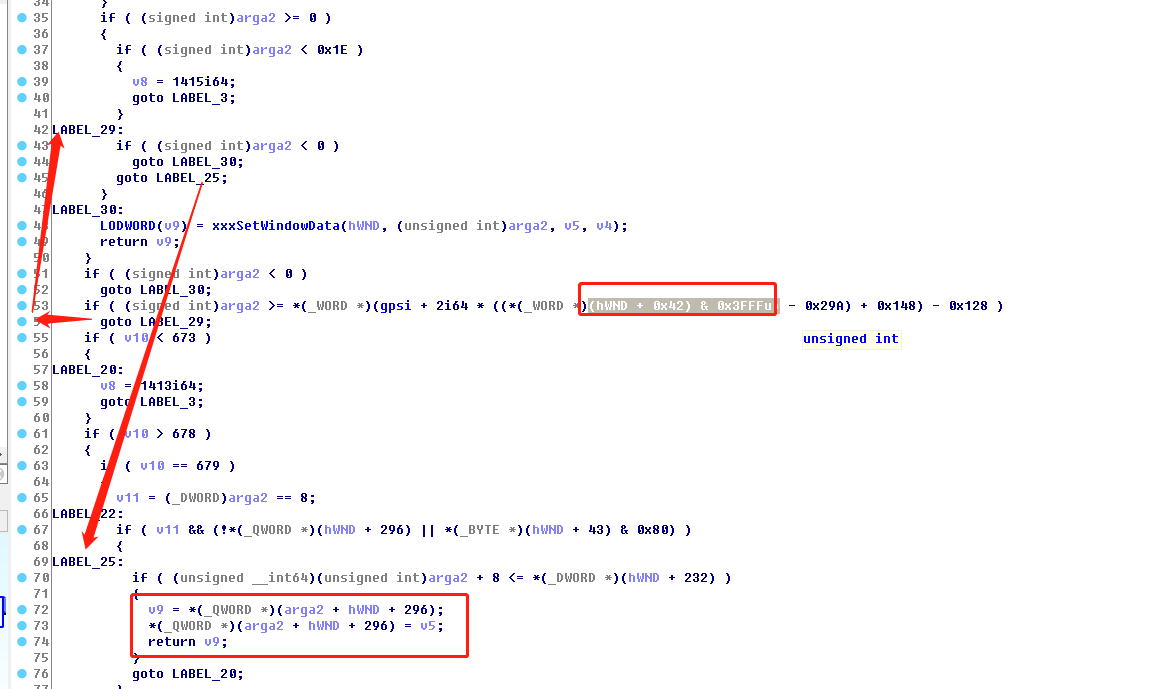 34 }
35 if ( (signed int)arga2 >= 0 )
36 {
37 if ( (signed int)arga2 < 0x1E )
38 {
39 v8 = 1415i64;
40 goto LABEL_3;
41 }
42 LABEL_29:
43 if ( (signed int)arga2 < 0 )
44 goto LABEL_30;
45 goto LABEL_25;
46 }
47 LABEL_30:
48 LODWORD(v9) = xxxSetWindowData(hWND, (unsigned int)arga2, v5, v4);
49 return v9;
50 }
51 if ( (signed int)arga2 < 0 )
52 goto LABEL_30;
53 if ( (signed int)arga2 >= *(_WORD *)(gpsi + 2i64 * ((*(_WORD *)(hWND + 0x42) & 0x3FFFu) - 0x29A) + 0x148) - 0x128 )
goto LABEL_29;
unsigned int
55 if ( v10 < 673 )
56 {
57 LABEL_20:
58 v8 = 1413i64;
59 goto LABEL_3;
60 }
61 if ( v10 > 678 )
62 {
63 if ( v10 == 679 )
64
65 v11 = (_DWORD)arga2 == 8;
66 LABEL_22:
67 if ( v11 && (!*(_QWORD *)(hWND + 296) || *(_BYTE *)(hWND + 43) & 0x80) )
68 {
69 LABEL_25:
70 if ( (unsigned __int64)(unsigned int)arga2 + 8 <= *(_DWORD *)(hWND + 232) )
71 {
72 v9 = *(_QWORD *)(arga2 + hWND + 296);
73 *(_QWORD *)(arga2 + hWND + 296) = v5;
74 return v9;
75 }
76 goto LABEL_20;
77 }